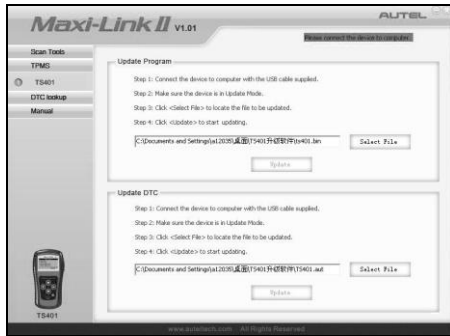 Maxi-Link II V1.01
AUTEL
Please connect the device to computer.
Scan Tools
TPMS
TS401
DTC lookup
Manual
Update Program
Step 1: Connect the device to computer with the USB cable supplied.
Step 2: Make sure the device is in Update Mode.
Step 3: Click <Select File> to locate the file to be updated.
Step 4: Click <Update> to start updating.
C:\Documents and Settings\a12035\桌面\TS401升级软件\ts401.bin
Select File
Update
Update DTC
Step 1: Connect the device to computer with the USB cable supplied.
Step 2: Make sure the device is in Update Mode.
Step 3: Click <Select File> to locate the file to be updated.
Step 4: Click <Update> to start updating.
C:\Documents and Settings\a12035\桌面\TS401升级软件\TS401.aut
Select File
Update
TS401
www.auteltech.com All Rights Reserved